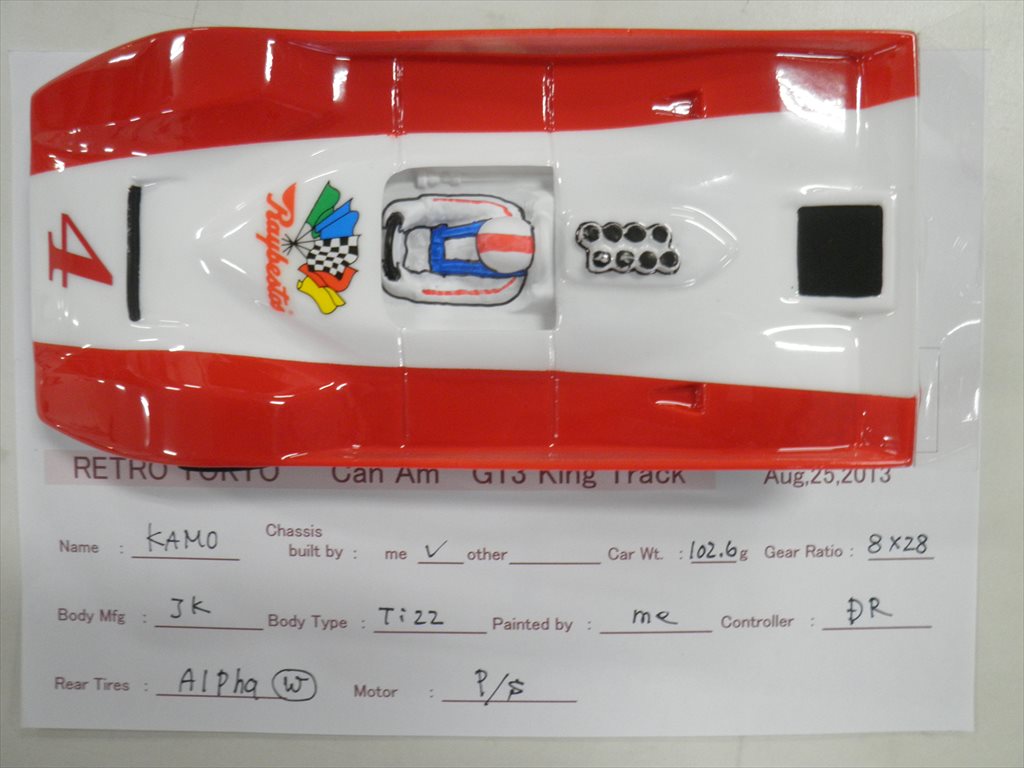 4
Raybestos
RETRO TOKYO Can Am GT3 King Track Aug,25,2013
Name : KAMO Chassis built by : me ✓ other Car Wt. : 102.6g Gear Ratio : 8×28
Body Mfg : JK Body Type : Ti22 Painted by : me Controller : DR
Rear Tires : Alpha W Motor : P/S